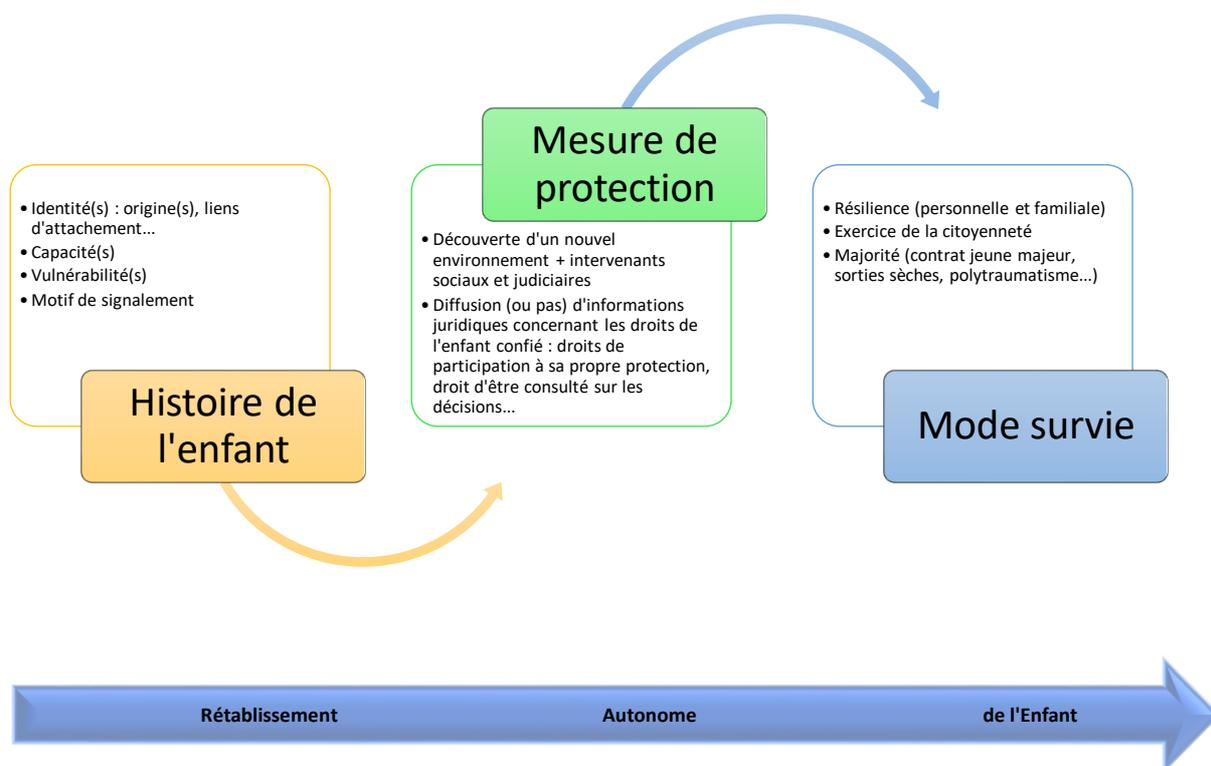 • Identité(s) : origine(s), liens
d'attachement...
• Capacité(s)
• Vulnérabilité(s)
• Motif de signalement
Histoire de
l'enfant
Mesure de
protection
• Découverte d'un nouvel
environnement + intervenants
sociaux et judiciaires
• Diffusion (ou pas) d'informations
juridiques concernant les droits de
l'enfant confié : droits de
participation à sa propre protection,
droit d'être consulté sur les
décisions...
• Résilience (personnelle et familiale)
• Exercice de la citoyenneté
• Majorité (contrat jeune majeur,
sorties sèches, polytraumatisme...)
Mode survie
Rétablissement Autonome de l'Enfant